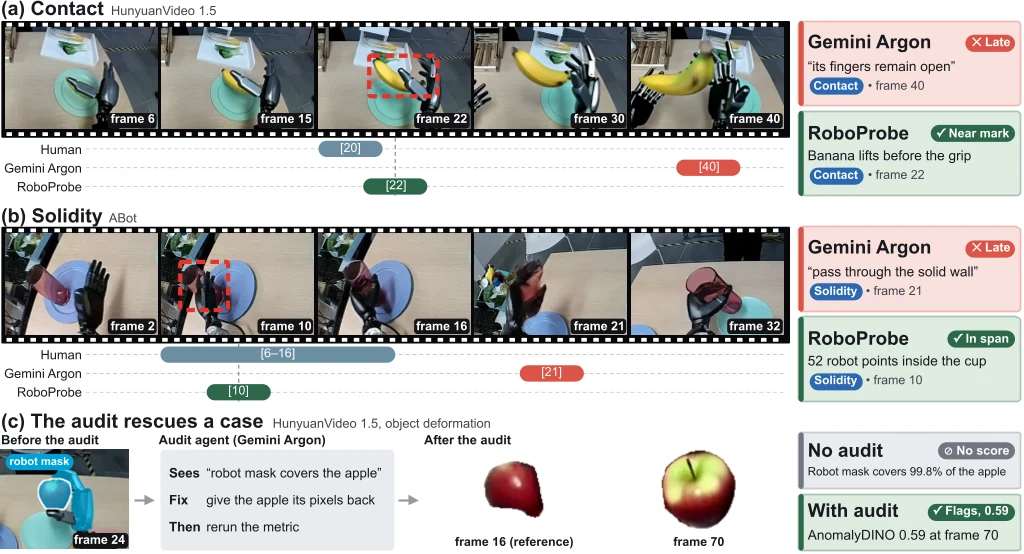 (a) Contact HunyuanVideo 1.5
frame 6
frame 15
frame 22
frame 30
frame 40
Human [20]
Gemini Argon [40]
RoboProbe [22]
Gemini Argon ✕ Late
“its fingers remain open”
Contact • frame 40
RoboProbe ✓ Near mark
Banana lifts before the grip
Contact • frame 22
(b) Solidity ABot
frame 2
frame 10
frame 16
frame 21
frame 32
Human [6–16]
Gemini Argon [21]
RoboProbe [10]
Gemini Argon ✕ Late
“pass through the solid wall”
Solidity • frame 21
RoboProbe ✓ In span
52 robot points inside the cup
Solidity • frame 10
(c) The audit rescues a case HunyuanVideo 1.5, object deformation
Before the audit
robot mask
frame 24
Audit agent (Gemini Argon)
Sees “robot mask covers the apple”
Fix give the apple its pixels back
Then rerun the metric
After the audit
frame 16 (reference)
frame 70
No audit ⊘ No score
Robot mask covers 99.8% of the apple
With audit ✓ Flags, 0.59
AnomalyDINO 0.59 at frame 70